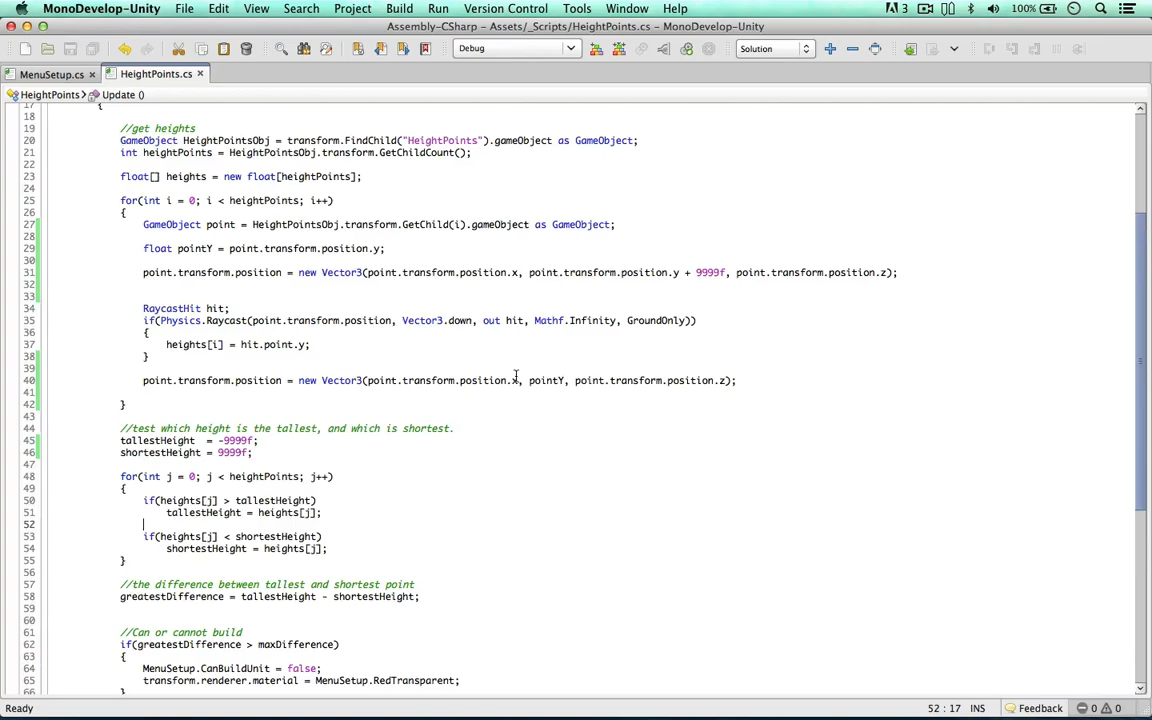 MonoDevelop-Unity File Edit View Search Project Build Run Version Control Tools Window Help 3 100%
Assembly-CSharp - Assets/_Scripts/HeightPoints.cs - MonoDevelop-Unity
Debug Solution
MenuSetup.cs HeightPoints.cs
HeightPoints Update ()
17 {
18
19 //get heights
20 GameObject HeightPointsObj = transform.FindChild("HeightPoints").gameObject as GameObject;
21 int heightPoints = HeightPointsObj.transform.GetChildCount();
22
23 float[] heights = new float[heightPoints];
24
25 for(int i = 0; i < heightPoints; i++)
26 {
27 GameObject point = HeightPointsObj.transform.GetChild(i).gameObject as GameObject;
28
29 float pointY = point.transform.position.y;
30
31 point.transform.position = new Vector3(point.transform.position.x, point.transform.position.y + 9999f, point.transform.position.z);
32
33
34 RaycastHit hit;
35 if(Physics.Raycast(point.transform.position, Vector3.down, out hit, Mathf.Infinity, GroundOnly))
36 {
37 heights[i] = hit.point.y;
38 }
39
40 point.transform.position = new Vector3(point.transform.position.x, pointY, point.transform.position.z);
41
42 }
43
44 //test which height is the tallest, and which is shortest.
45 tallestHeight = -9999f;
46 shortestHeight = 9999f;
47
48 for(int j = 0; j < heightPoints; j++)
49 {
50 if(heights[j] > tallestHeight)
51 tallestHeight = heights[j];
52
53 if(heights[j] < shortestHeight)
54 shortestHeight = heights[j];
55 }
56
57 //the difference between tallest and shortest point
58 greatestDifference = tallestHeight - shortestHeight;
59
60
61 //Can or cannot build
62 if(greatestDifference > maxDifference)
63 {
64 MenuSetup.CanBuildUnit = false;
65 transform.renderer.material = MenuSetup.RedTransparent;
66 }
Ready 52 : 17 INS Feedback 0 0